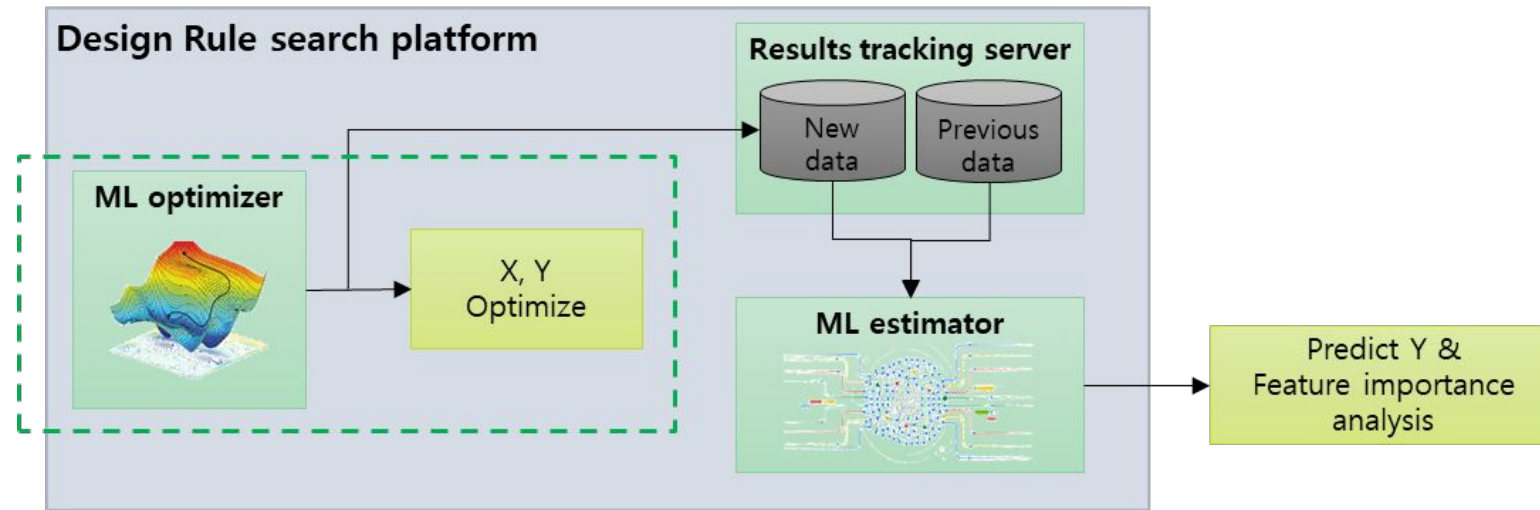 Design Rule search platform
Results tracking server
New
data
Previous
data
ML optimizer
X, Y
Optimize
ML estimator
Predict Y &
Feature importance
analysis